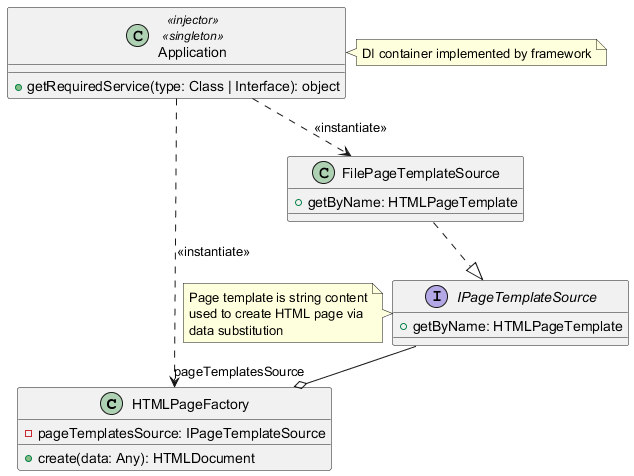 «injector»
«singleton»
C Application
getRequiredService(type: Class | Interface): object
DI container implemented by framework
«instantiate»
C FilePageTemplateSource
getByName: HTMLPageTemplate
«instantiate»
Page template is string content
used to create HTML page via
data substitution
I IPageTemplateSource
getByName: HTMLPageTemplate
pageTemplatesSource
C HTMLPageFactory
pageTemplatesSource: IPageTemplateSource
create(data: Any): HTMLDocument